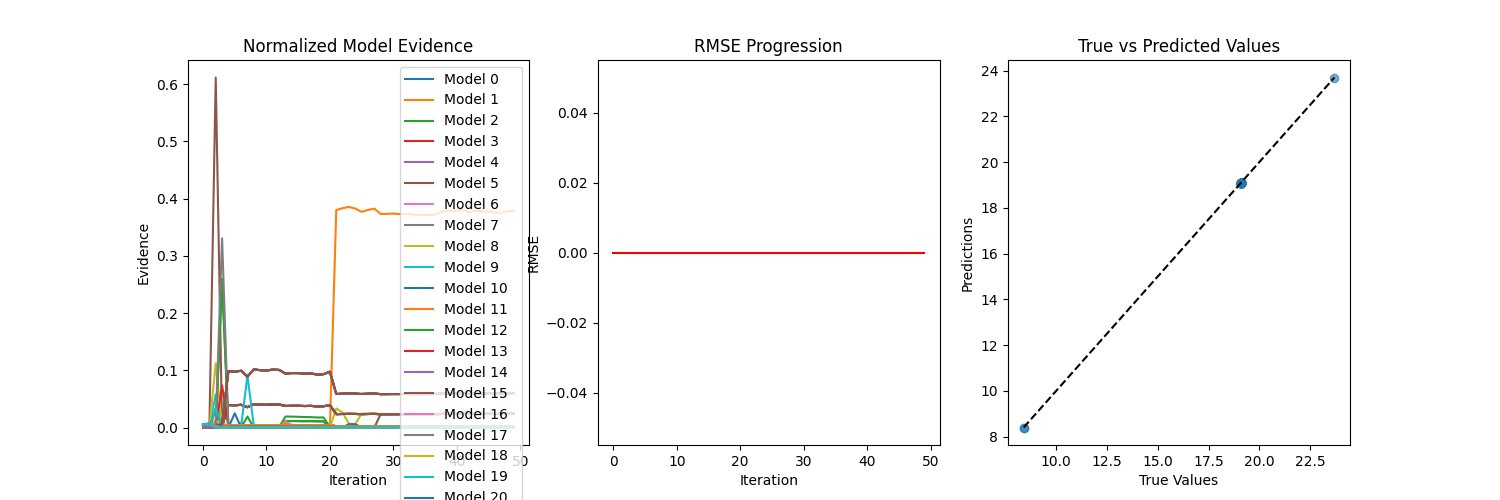 Normalized Model Evidence
Evidence
0.6
0.5
0.4
0.3
0.2
0.1
0.0
0 10 20 30 40 50
Iteration
Model 0
Model 1
Model 2
Model 3
Model 4
Model 5
Model 6
Model 7
Model 8
Model 9
Model 10
Model 11
Model 12
Model 13
Model 14
Model 15
Model 16
Model 17
Model 18
Model 19
Model 20
RMSE Progression
RMSE
0.04
0.02
0.00
−0.02
−0.04
0 10 20 30 40 50
Iteration
True vs Predicted Values
Predictions
24
22
20
18
16
14
12
10
8
10.0 12.5 15.0 17.5 20.0 22.5
True Values